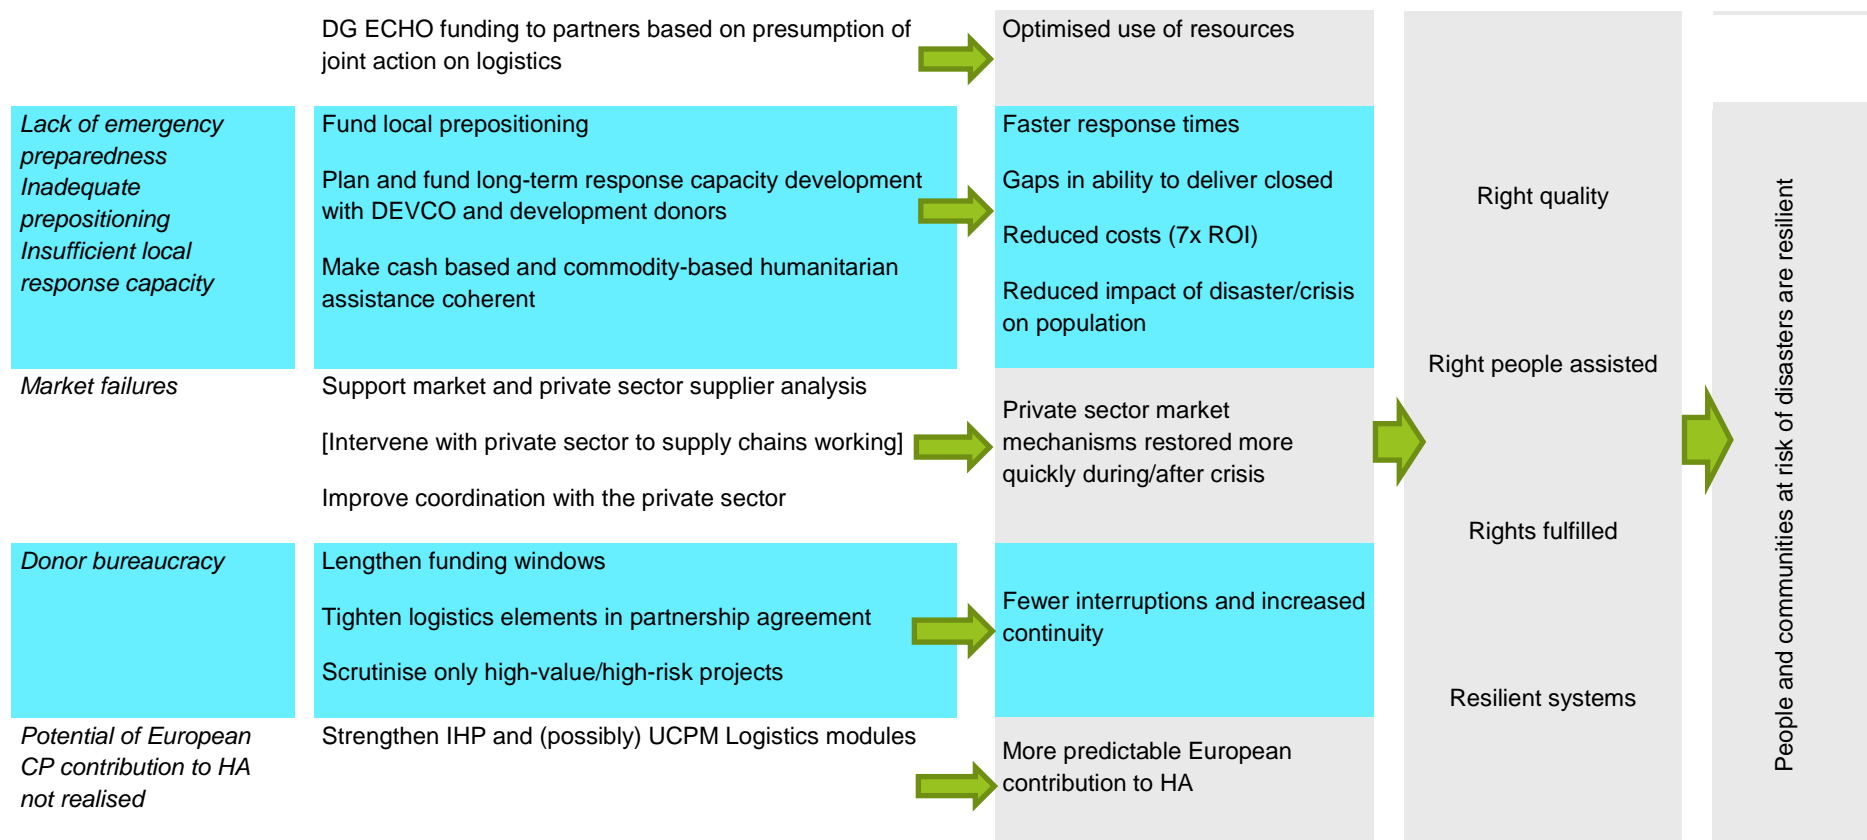 DG ECHO funding to partners based on presumption of
joint action on logistics
Optimised use of resources
Lack of emergency
preparedness
Inadequate
prepositioning
Insufficient local
response capacity
Fund local prepositioning
Plan and fund long-term response capacity development
with DEVCO and development donors
Make cash based and commodity-based humanitarian
assistance coherent
Faster response times
Gaps in ability to deliver closed
Reduced costs (7x ROI)
Reduced impact of disaster/crisis
on population
Market failures
Support market and private sector supplier analysis
[Intervene with private sector to supply chains working]
Improve coordination with the private sector
Private sector market
mechanisms restored more
quickly during/after crisis
Donor bureaucracy
Lengthen funding windows
Tighten logistics elements in partnership agreement
Scrutinise only high-value/high-risk projects
Fewer interruptions and increased
continuity
Potential of European
CP contribution to HA
not realised
Strengthen IHP and (possibly) UCPM Logistics modules
More predictable European
contribution to HA
Right quality
Right people assisted
Rights fulfilled
Resilient systems
People and communities at risk of disasters are resilient